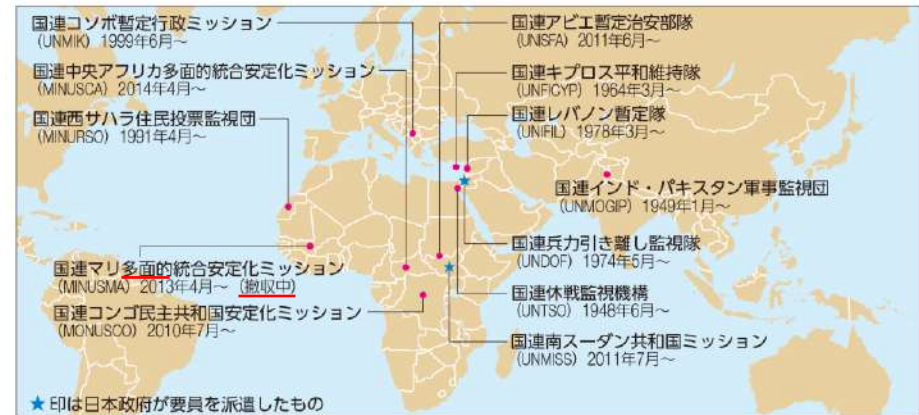 国連コソボ暫定行政ミッション
(UNMIK) 1999年6月～
国連中央アフリカ多面的統合安定化ミッション
(MINUSCA) 2014年4月～
国連西サハラ住民投票監視団
(MINURSO) 1991年4月～
国連マリ多面的統合安定化ミッション
(MINUSMA) 2013年4月～ (撤収中)
国連コンゴ民主共和国安定化ミッション
(MONUSCO) 2010年7月～
国連アビエ暫定治安部隊
(UNISFA) 2011年6月～
国連キプロス平和維持隊
(UNFICYP) 1964年3月～
国連レバノン暫定隊
(UNIFIL) 1978年3月～
国連インド・パキスタン軍事監視団
(UNMOGIP) 1949年1月～
国連兵力引き離し監視隊
(UNDOF) 1974年5月～
国連休戦監視機構
(UNTSO) 1948年6月～
国連南スーダン共和国ミッション
(UNMISS) 2011年7月～
★印は日本政府が要員を派遣したもの